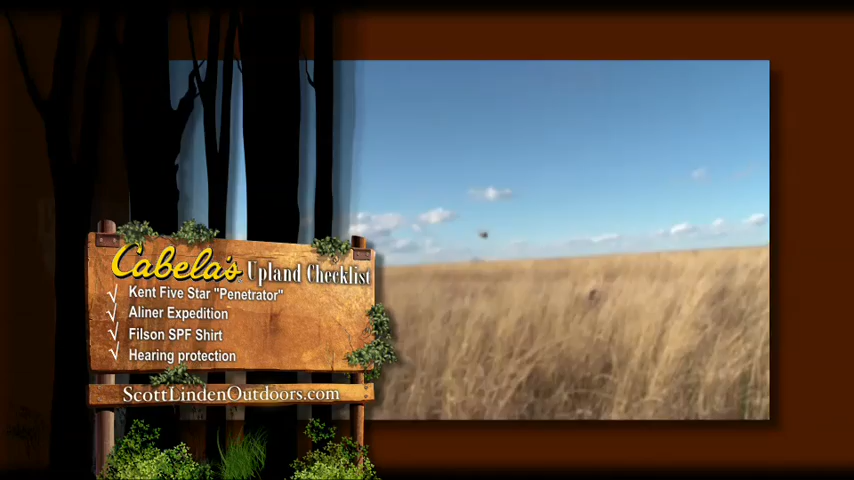 Cabela's Upland Checklist
√ Kent Five Star "Penetrator"
√ Aliner Expedition
√ Filson SPF Shirt
√ Hearing protection
ScottLindenOutdoors.com